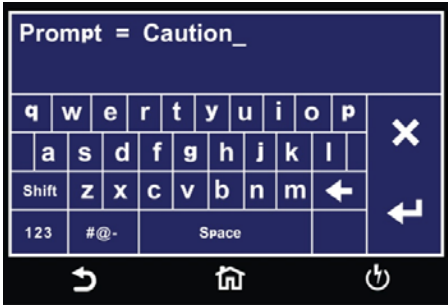 Prompt = Caution_
q w e r t y u i o p
a s d f g h j k l
Shift z x c v b n m
123 #@- Space